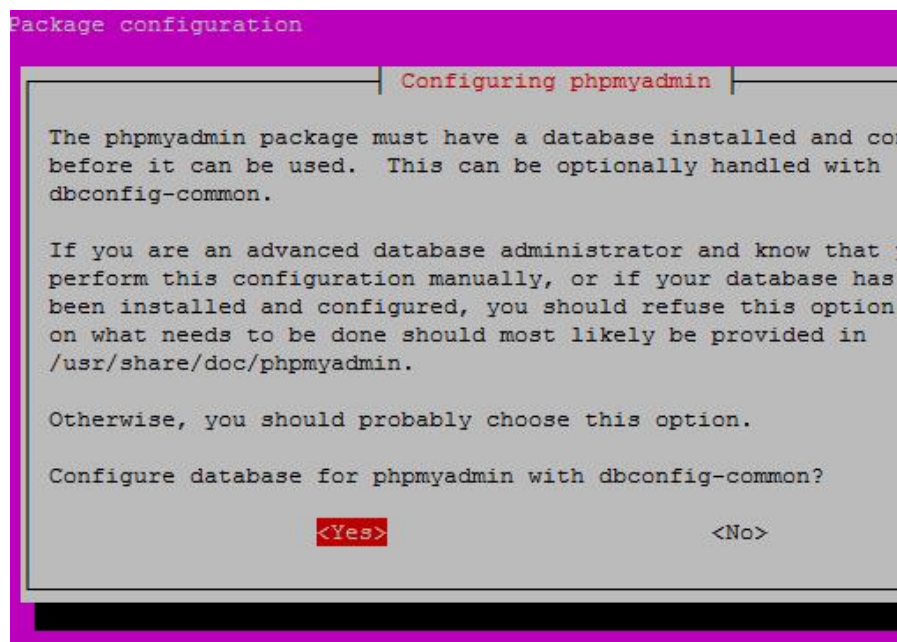 Package configuration
Configuring phpmyadmin
The phpmyadmin package must have a database installed and
before it can be used.  This can be optionally handled with
dbconfig-common.
If you are an advanced database administrator and know that
perform this configuration manually, or if your database has
been installed and configured, you should refuse this option
on what needs to be done should most likely be provided in
/usr/share/doc/phpmyadmin.
Otherwise, you should probably choose this option.
Configure database for phpmyadmin with dbconfig-common?
<Yes> <No>